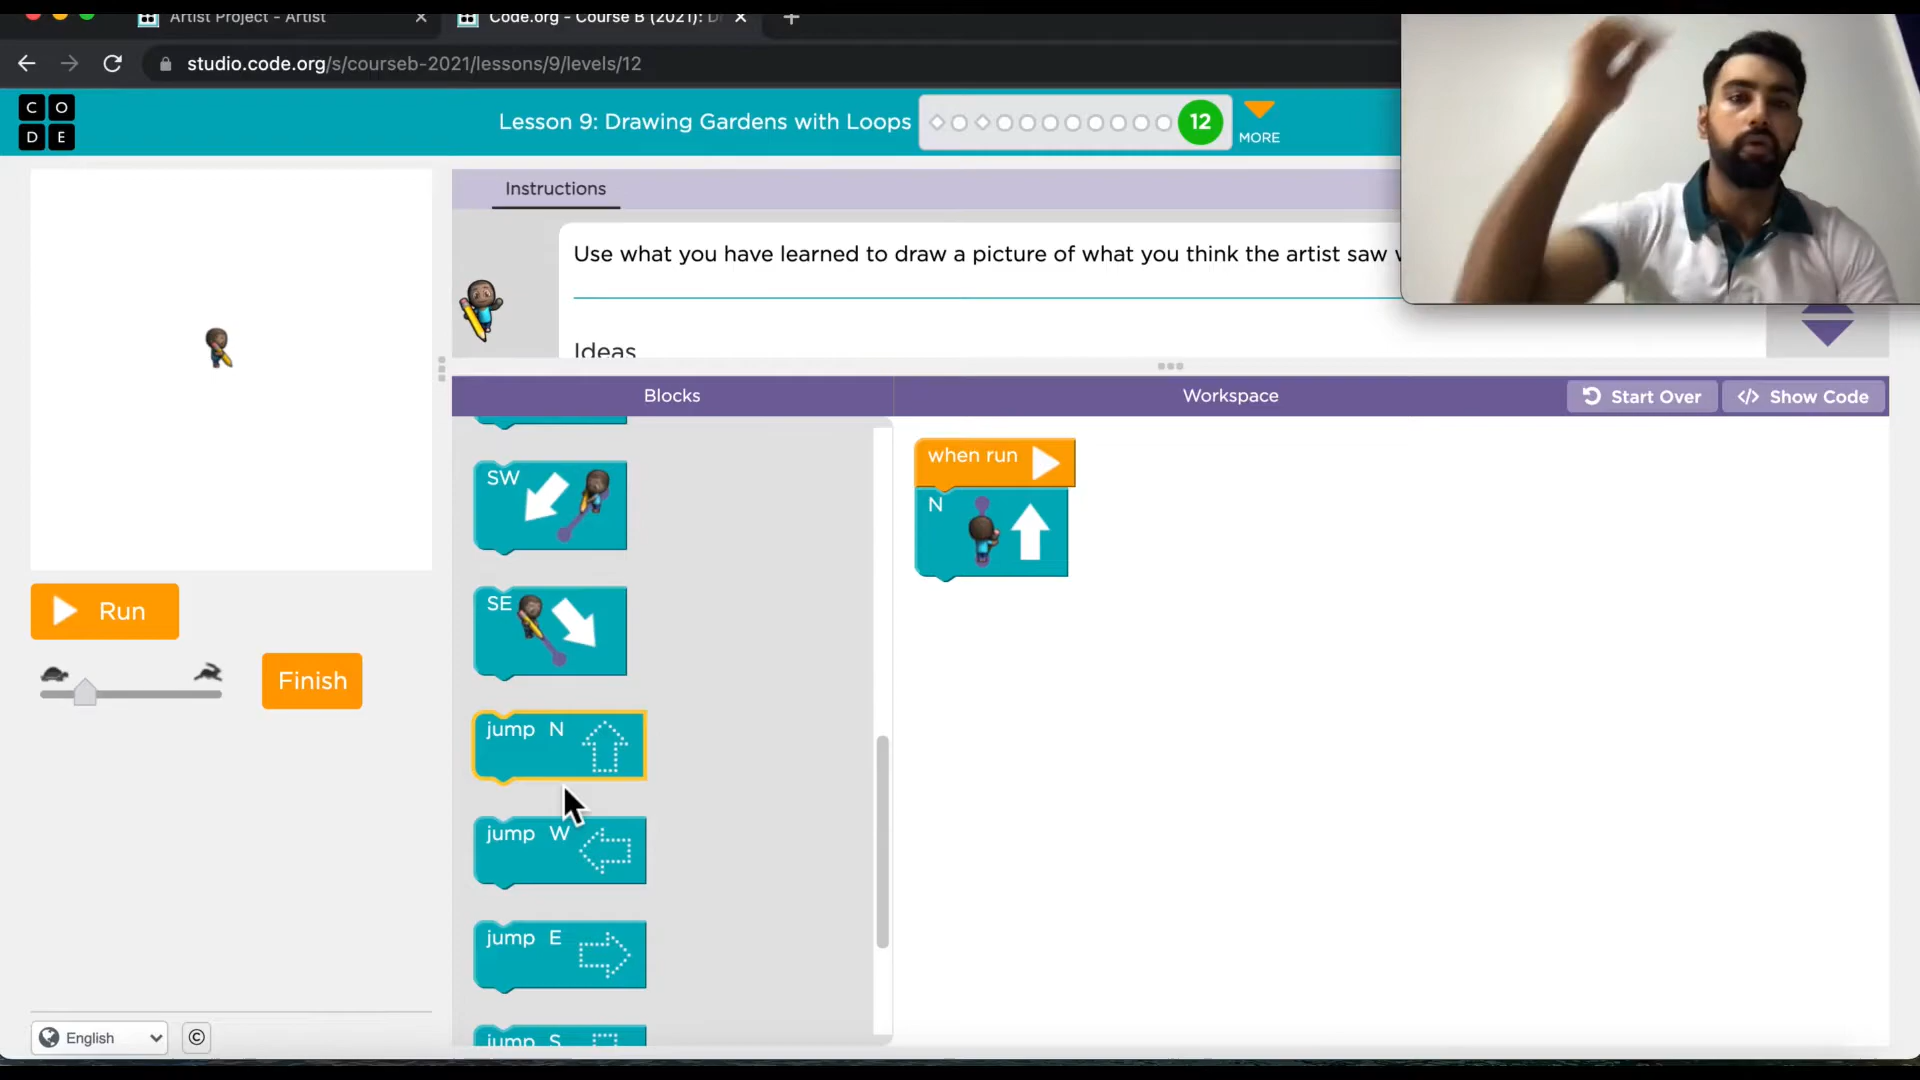 Artist Project - Artist
Code.org - Course B (2021):
studio.code.org/s/courseb-2021/lessons/9/levels/12
C O
D E
Lesson 9: Drawing Gardens with Loops
12
MORE
Instructions
Use what you have learned to draw a picture of what you think the artist saw
Ideas
Blocks
Workspace
Start Over
Show Code
SW
SE
jump N
jump W
jump E
jump S
when run
N
Run
Finish
English
©